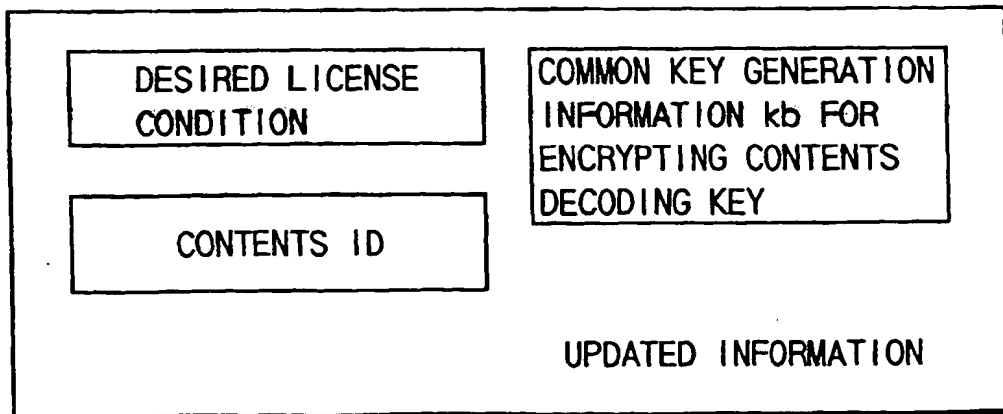 DESIRED LICENSE
CONDITION
COMMON KEY GENERATION
INFORMATION kb FOR
ENCRYPTING CONTENTS
DECODING KEY
CONTENTS ID
UPDATED INFORMATION